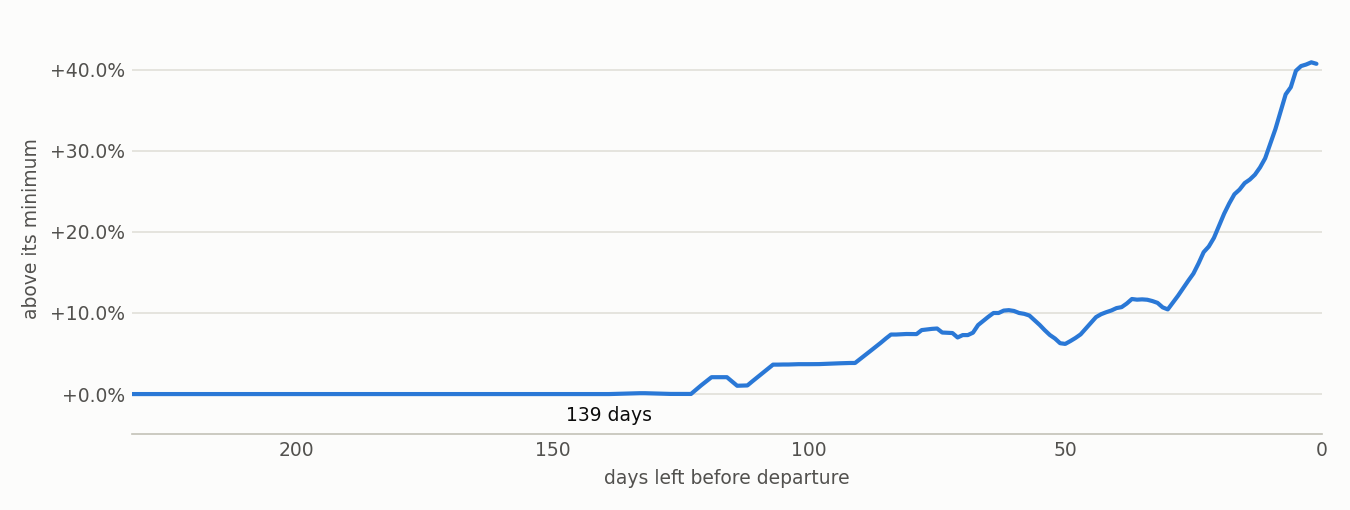 +40.0%
+30.0%
+20.0%
+10.0%
+0.0%
above its minimum
139 days
200 150 100 50 0
days left before departure